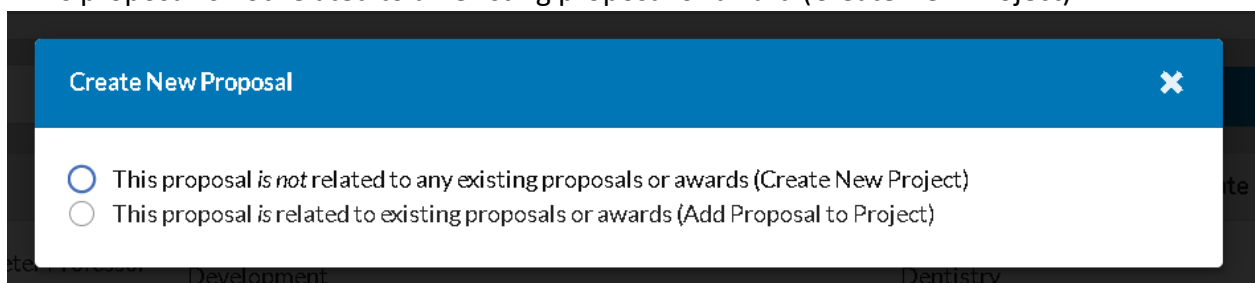 Create New Proposal
This proposal is not related to any existing proposals or awards (Create New Project)
This proposal is related to existing proposals or awards (Add Proposal to Project)
Development
Dentistry